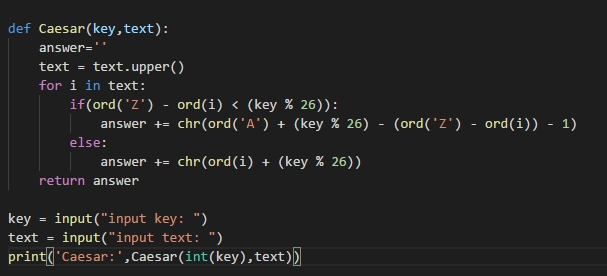 def Caesar(key,text):
    answer=''
    text = text.upper()
    for i in text:
        if(ord('Z') - ord(i) < (key % 26)):
            answer += chr(ord('A') + (key % 26) - (ord('Z') - ord(i)) - 1)
        else:
            answer += chr(ord(i) + (key % 26))
    return answer

key = input("input key: ")
text = input("input text: ")
print('Caesar:',Caesar(int(key),text))